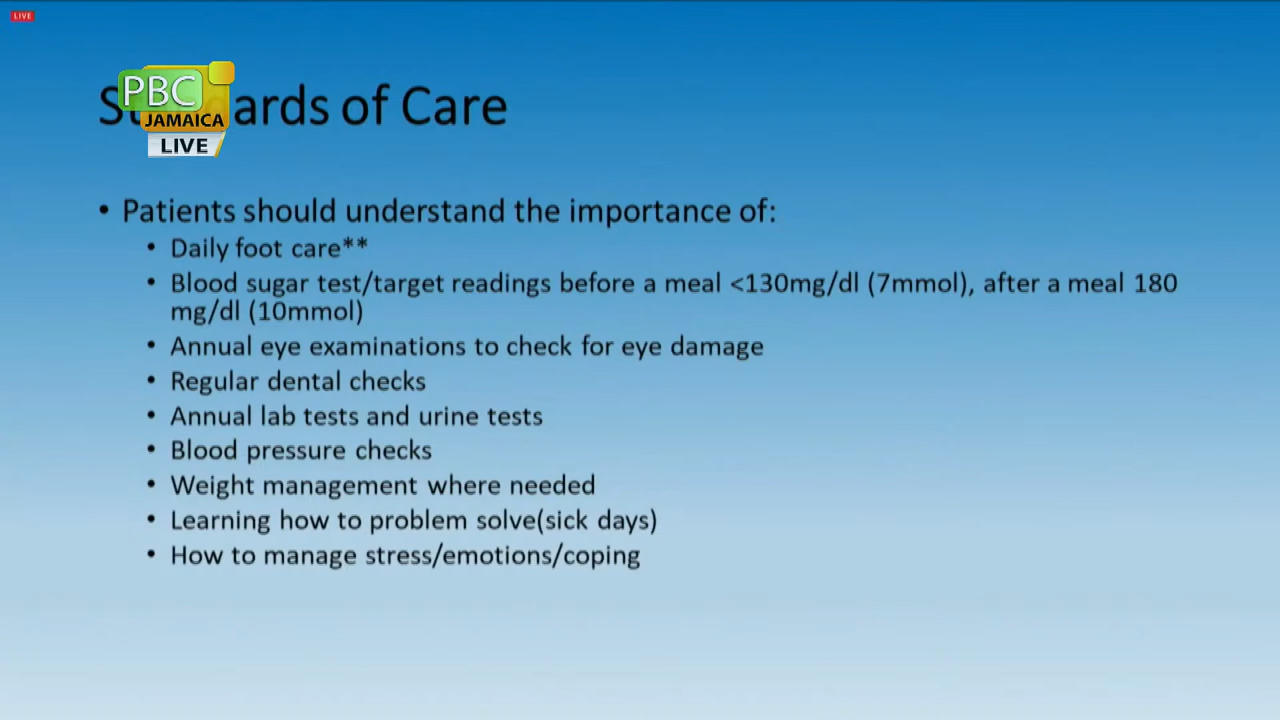 LIVE
PBC
JAMAICA
LIVE
Standards of Care
• Patients should understand the importance of:
• Daily foot care**
• Blood sugar test/target readings before a meal <130mg/dl (7mmol), after a meal 180
mg/dl (10mmol)
• Annual eye examinations to check for eye damage
• Regular dental checks
• Annual lab tests and urine tests
• Blood pressure checks
• Weight management where needed
• Learning how to problem solve(sick days)
• How to manage stress/emotions/coping